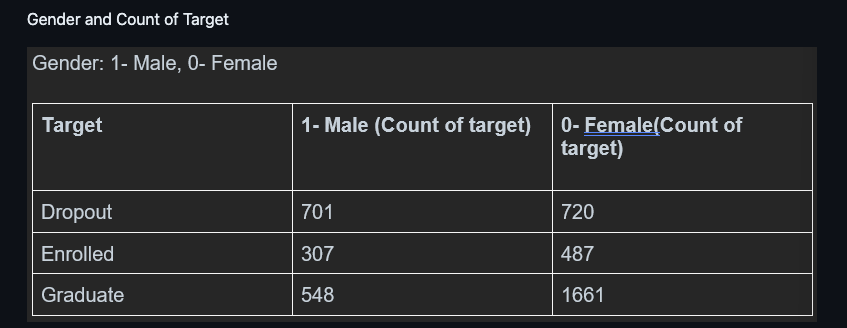 Gender and Count of Target
Gender: 1- Male, 0- Female
Target 1- Male (Count of target) 0- Female(Count of
target)
Dropout 701 720
Enrolled 307 487
Graduate 548 1661